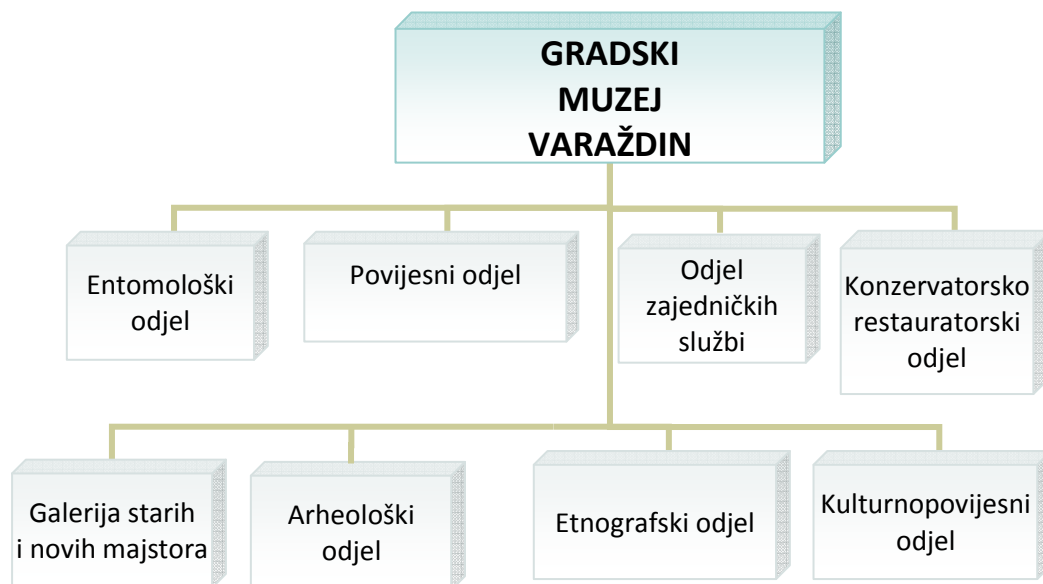 GRADSKI
MUZEJ
VARAŽDIN
Entomološki
odjel
Povijesni odjel
Odjel
zajedničkih
službi
Konzervatorsko
restauratorski
odjel
Galerija starih
i novih majstora
Arheološki
odjel
Etnografski odjel
Kulturnopovijesni
odjel